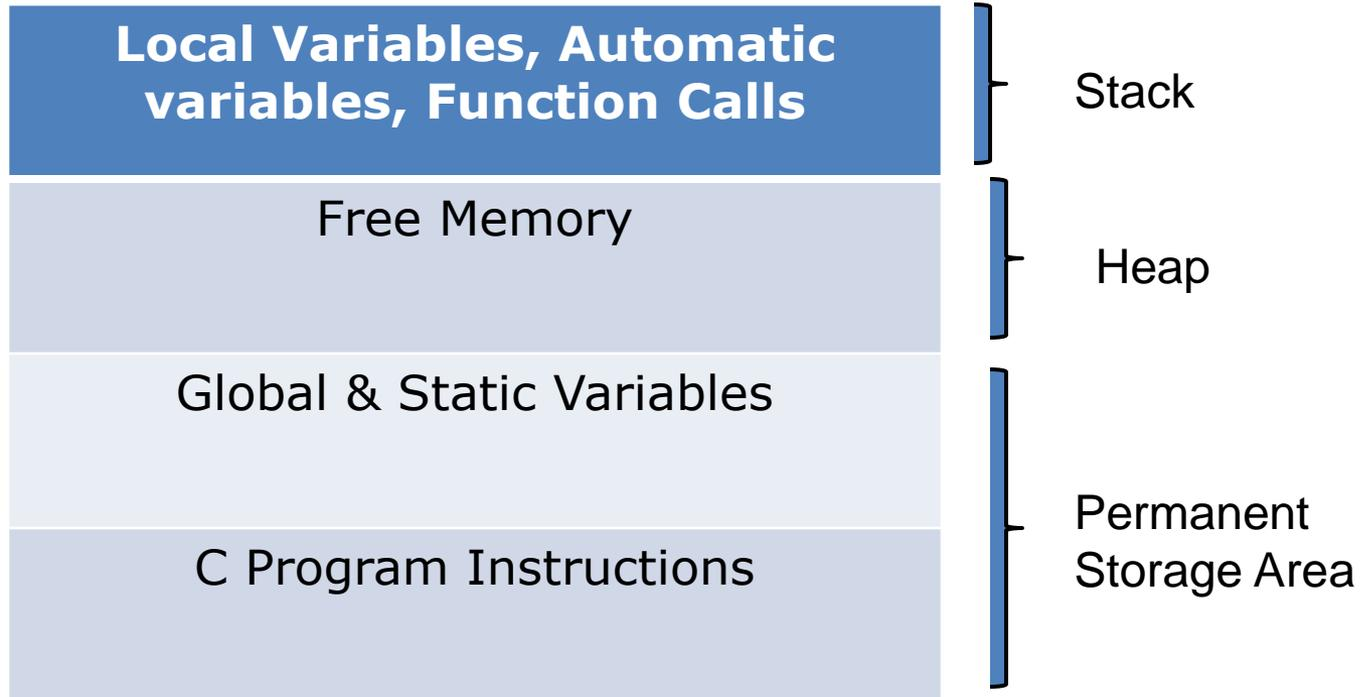 Local Variables, Automatic
variables, Function Calls
Stack
Free Memory
Heap
Global & Static Variables
C Program Instructions
Permanent
Storage Area